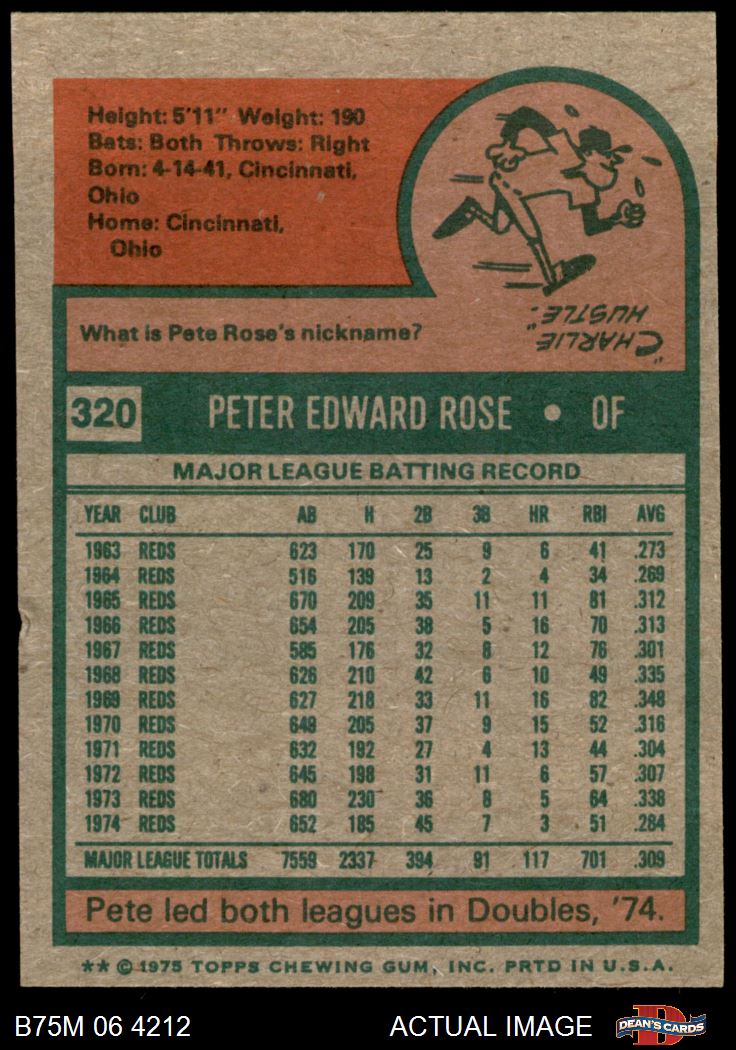 Height: 5'11" Weight: 190
Bats: Both Throws: Right
Born: 4-14-41, Cincinnati,
Ohio
Home: Cincinnati,
Ohio
What is Pete Rose's nickname?
"CHARLIE
HUSTLE."
320 PETER EDWARD ROSE • OF
MAJOR LEAGUE BATTING RECORD
YEAR CLUB AB H 2B 3B HR RBI AVG
1963 REDS 623 170 25 9 6 41 .273
1964 REDS 516 139 13 2 4 34 .269
1965 REDS 670 209 35 11 11 81 .312
1966 REDS 654 205 38 5 16 70 .313
1967 REDS 585 176 32 8 12 76 .301
1968 REDS 626 210 42 6 10 49 .335
1969 REDS 627 218 33 11 16 82 .348
1970 REDS 649 205 37 9 15 52 .316
1971 REDS 632 192 27 4 13 44 .304
1972 REDS 645 198 31 11 6 57 .307
1973 REDS 680 230 36 8 5 64 .338
1974 REDS 652 185 45 7 3 51 .284
MAJOR LEAGUE TOTALS 7559 2337 394 91 117 701 .309
Pete led both leagues in Doubles, '74.
** © 1975 TOPPS CHEWING GUM, INC. PRTD IN U.S.A.
B75M 06 4212 ACTUAL IMAGE D DEAN'S CARDS